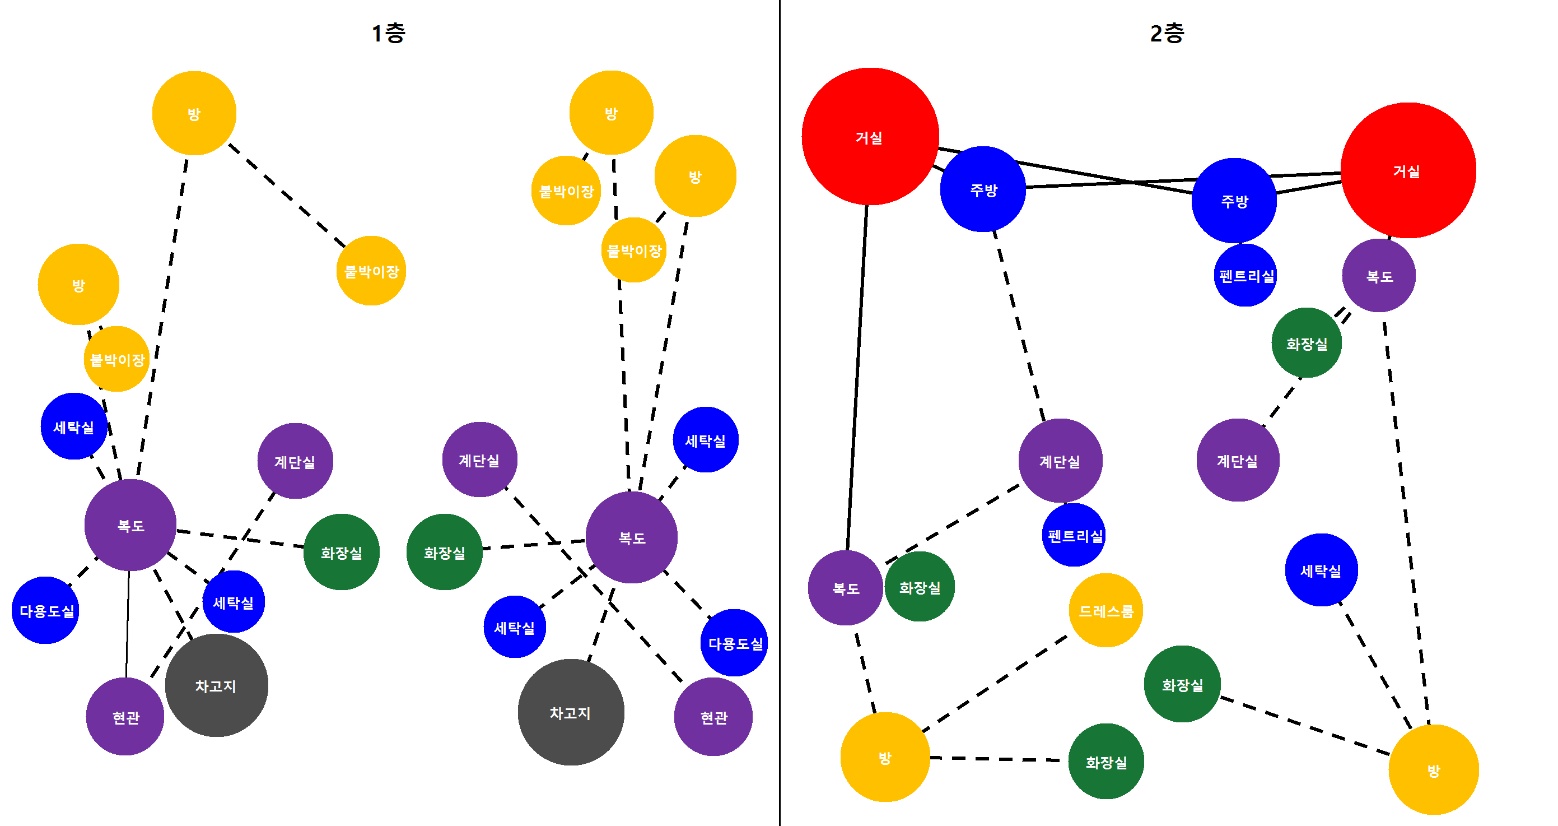 1층
방
방
방
붙박이장
붙박이장
붙박이장
방
붙박이장
세탁실
세탁실
계단실
계단실
복도
화장실
화장실
복도
다용도실
세탁실
세탁실
다용도실
현관
차고지
차고지
현관
2층
거실
거실
주방
주방
펜트리실
복도
화장실
계단실
계단실
펜트리실
세탁실
복도
화장실
드레스룸
화장실
방
화장실
방